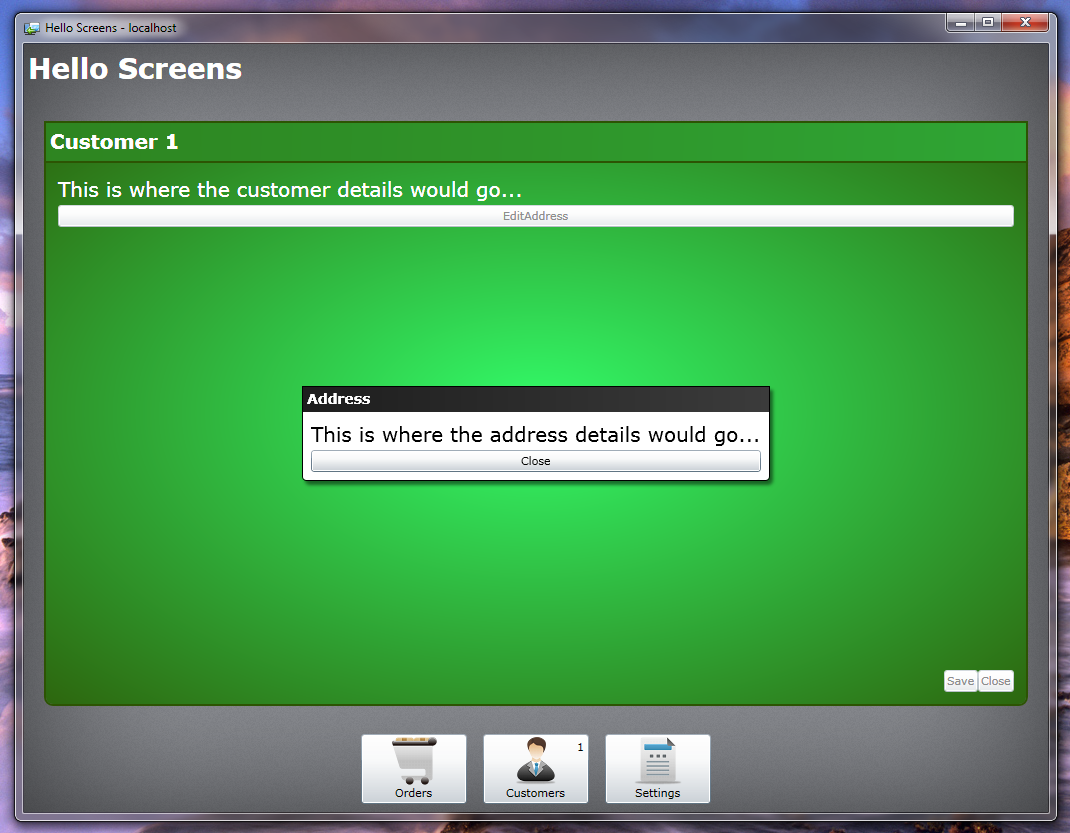 Hello Screens - localhost
Hello Screens
Customer 1
This is where the customer details would go...
EditAddress
Address
This is where the address details would go...
Close
Save Close
1
Orders Customers Settings